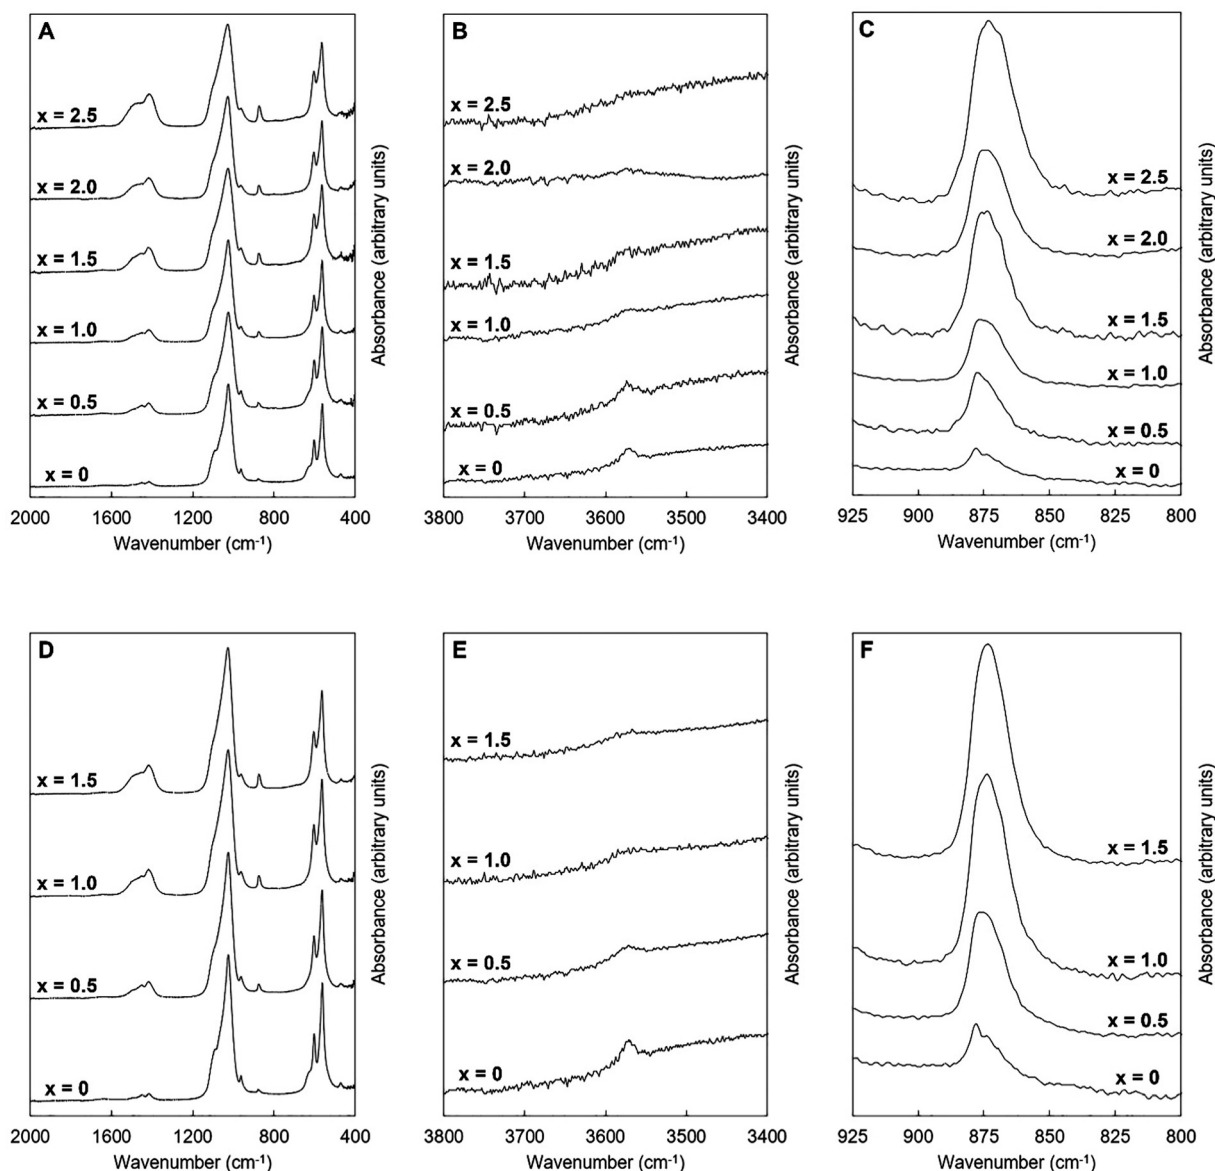 A
x = 2.5
x = 2.0
x = 1.5
x = 1.0
x = 0.5
x = 0
2000 1600 1200 800 400
Wavenumber (cm-1)
Absorbance (arbitrary units)
B
x = 2.5
x = 2.0
x = 1.5
x = 1.0
x = 0.5
x = 0
3800 3700 3600 3500 3400
Wavenumber (cm-1)
Absorbance (arbitrary units)
C
x = 2.5
x = 2.0
x = 1.5
x = 1.0
x = 0.5
x = 0
925 900 875 850 825 800
Wavenumber (cm-1)
Absorbance (arbitrary units)
D
x = 1.5
x = 1.0
x = 0.5
x = 0
2000 1600 1200 800 400
Wavenumber (cm-1)
Absorbance (arbitrary units)
E
x = 1.5
x = 1.0
x = 0.5
x = 0
3800 3700 3600 3500 3400
Wavenumber (cm-1)
Absorbance (arbitrary units)
F
x = 1.5
x = 1.0
x = 0.5
x = 0
925 900 875 850 825 800
Wavenumber (cm-1)
Absorbance (arbitrary units)